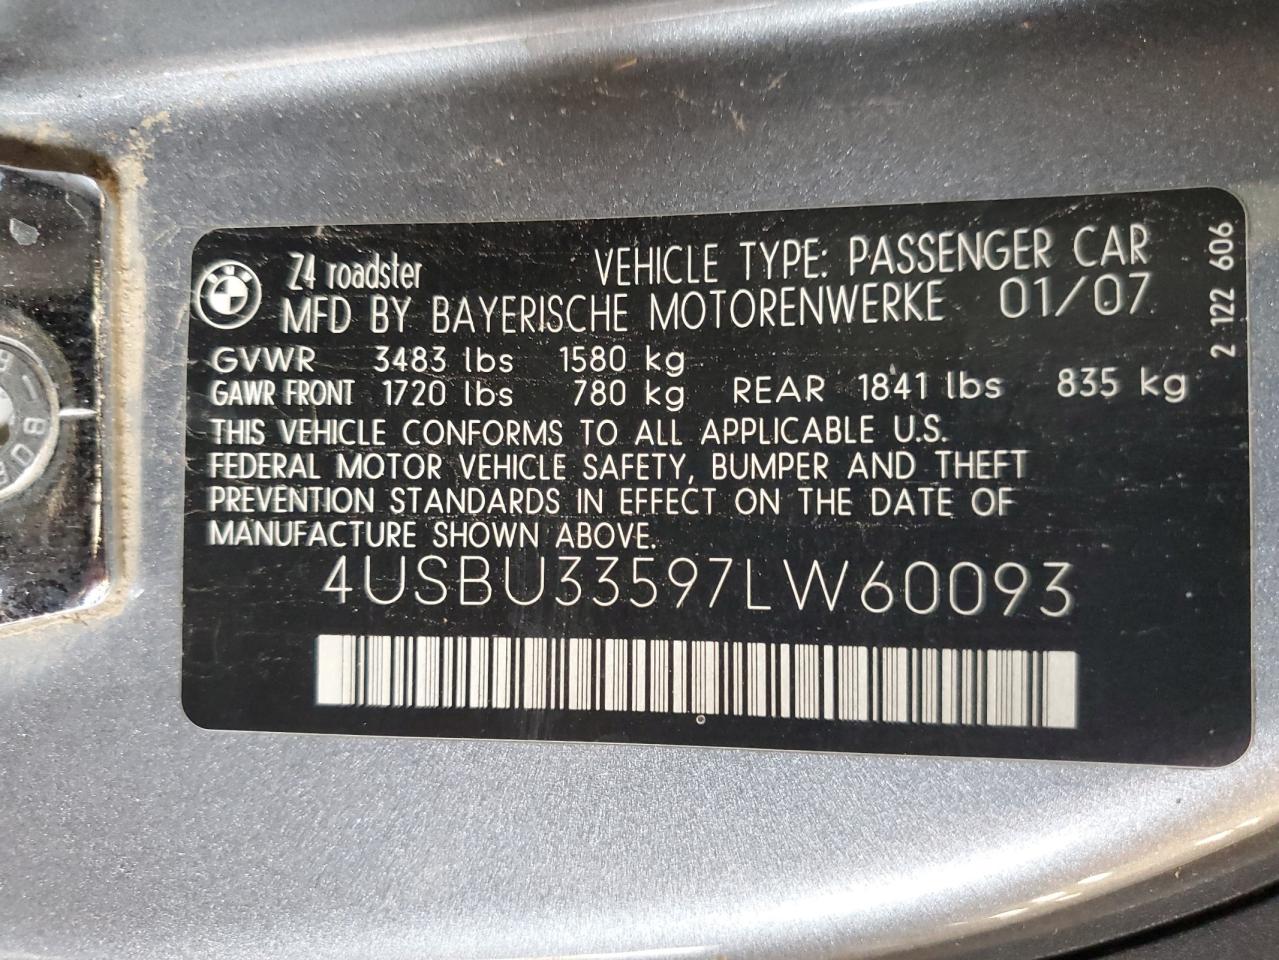 Z4 roadster VEHICLE TYPE: PASSENGER CAR
MFD BY BAYERISCHE MOTORENWERKE 01/07
GVWR 3483 lbs 1580 kg
GAWR FRONT 1720 lbs 780 kg REAR 1841 lbs 835 kg
THIS VEHICLE CONFORMS TO ALL APPLICABLE U.S.
FEDERAL MOTOR VEHICLE SAFETY, BUMPER AND THEFT
PREVENTION STANDARDS IN EFFECT ON THE DATE OF
MANUFACTURE SHOWN ABOVE.
4USBU33597LW60093
2 122 606